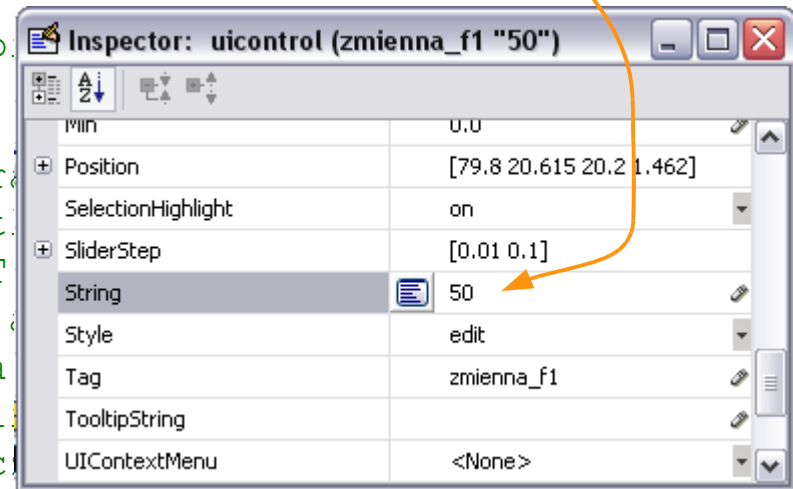 Inspector: uicontrol (zmienna_f1 "50")
Min 0.0
Position [79.8 20.615 20.2 1.462]
SelectionHighlight on
SliderStep [0.01 0.1]
String 50
Style edit
Tag zmienna_f1
TooltipString
UIContextMenu <None>